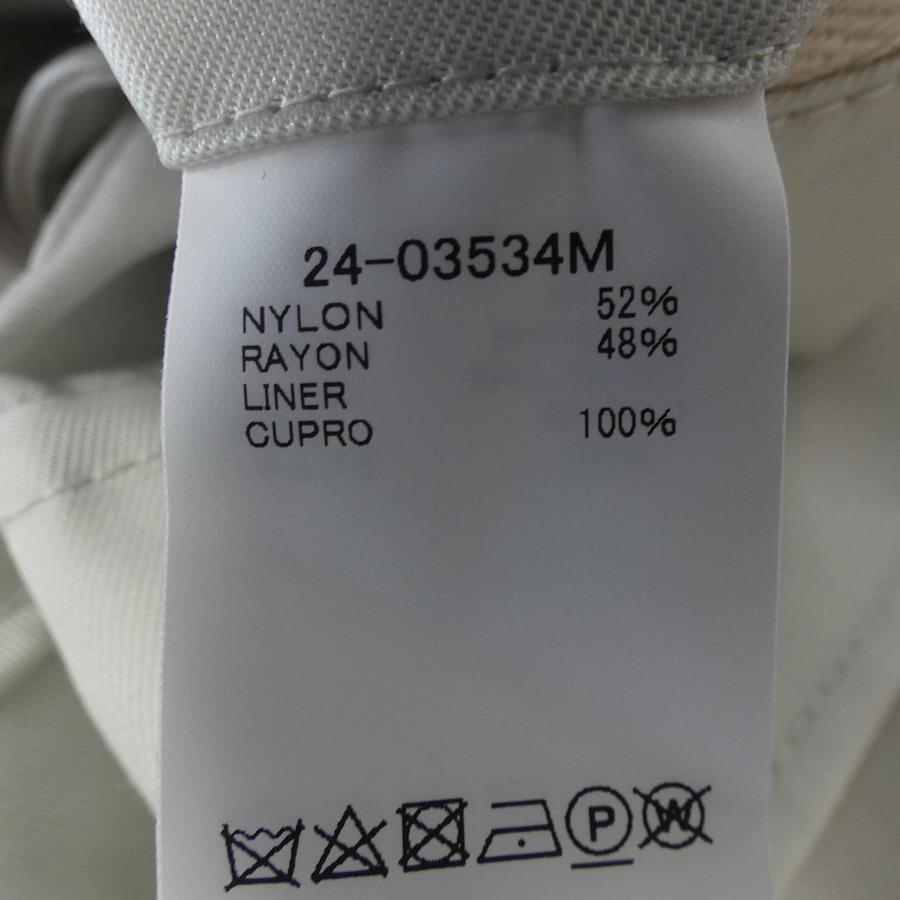 24-03534M
NYLON 52%
RAYON 48%
LINER
CUPRO 100%
P W